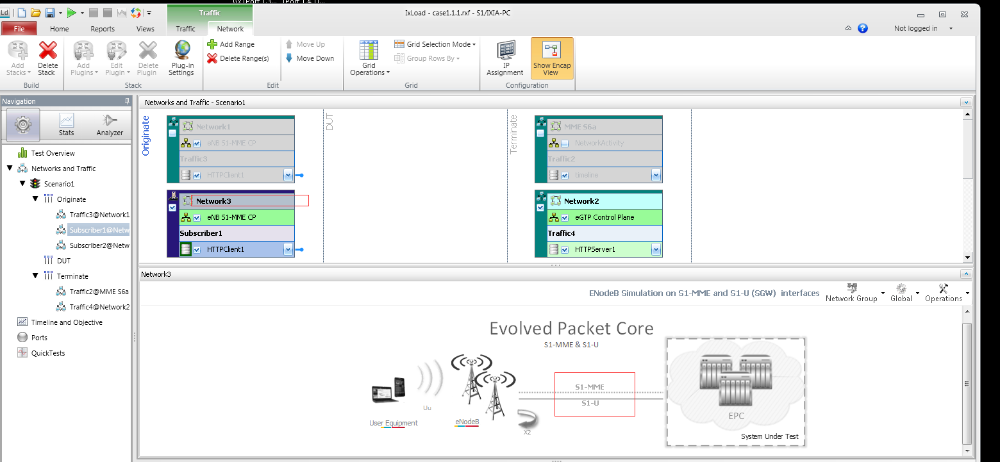 Ld
IxLoad - case1.1.1.rxf - S1/IXIA-PC
Traffic
File Home Reports Views Traffic Network
Not logged in
Add Stacks
Delete Stack
Add Plugins
Edit Plugin
Delete Plugin
Plug-in Settings
Add Range
Delete Range(s)
Move Up
Move Down
Grid Operations
Grid Selection Mode
Group Rows By
IP Assignment
Show Encap View
Build Stack Edit Grid Configuration
Navigation
Stats
Analyzer
Test Overview
Networks and Traffic
Scenario1
Originate
Traffic3@Network1
Subscriber1@Netw
Subscriber2@Netw
DUT
Terminate
Traffic2@MME S6a
Traffic4@Network2
Timeline and Objective
Ports
QuickTests
Networks and Traffic - Scenario1
Originate
Network1
eNB S1-MME CP
Traffic3
HTTPClient1
Network3
eNB S1-MME CP
Subscriber1
HTTPClient1
DUT
Terminate
MME S6a
NetworkActivity
Traffic2
timeline
Network2
eGTP Control Plane
Traffic4
HTTPServer1
Network3
ENodeB Simulation on S1-MME and S1-U (SGW) interfaces
Network Group
Global
Operations
Evolved Packet Core
S1-MME & S1-U
Uu
User Equipment
eNodeB
X2
S1-MME
S1-U
EPC
System Under Test